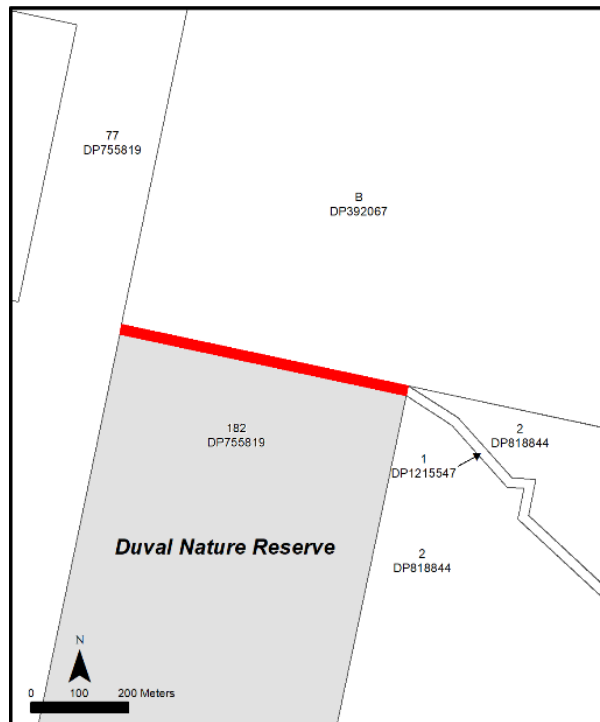 77
DP755819
B
DP392067
182
DP755819
2
DP818844
1
DP1215547
Duval Nature Reserve
2
DP818844
N
0 100 200 Meters